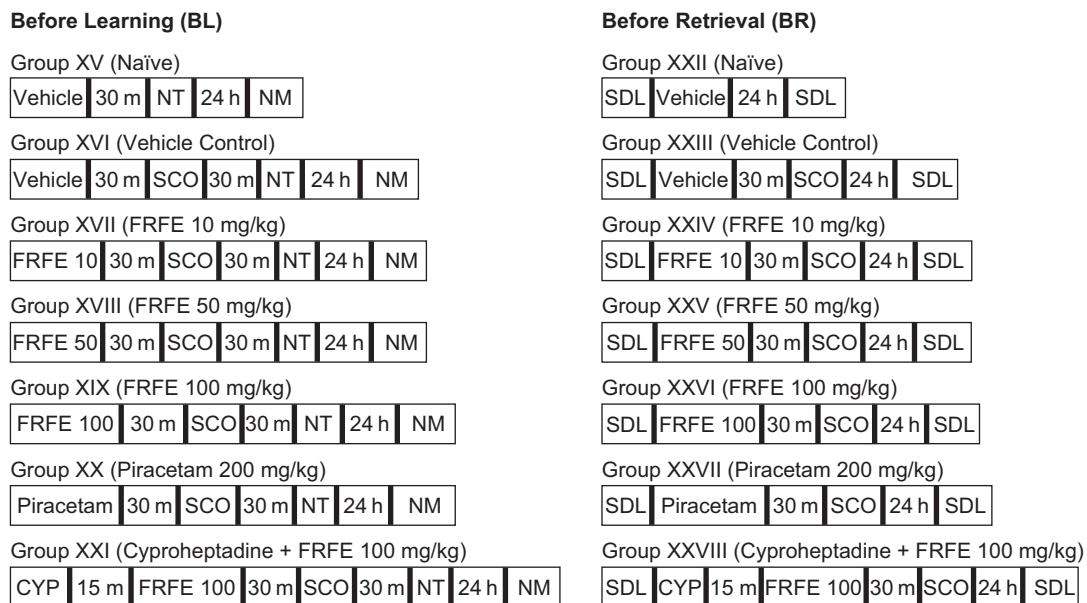 Before Learning (BL)
Group XV (Naïve)
Vehicle 30 m NT 24 h NM
Group XVI (Vehicle Control)
Vehicle 30 m SCO 30 m NT 24 h NM
Group XVII (FRFE 10 mg/kg)
FRFE 10 30 m SCO 30 m NT 24 h NM
Group XVIII (FRFE 50 mg/kg)
FRFE 50 30 m SCO 30 m NT 24 h NM
Group XIX (FRFE 100 mg/kg)
FRFE 100 30 m SCO 30 m NT 24 h NM
Group XX (Piracetam 200 mg/kg)
Piracetam 30 m SCO 30 m NT 24 h NM
Group XXI (Cyproheptadine + FRFE 100 mg/kg)
CYP 15 m FRFE 100 30 m SCO 30 m NT 24 h NM
Before Retrieval (BR)
Group XXII (Naïve)
SDL Vehicle 24 h SDL
Group XXIII (Vehicle Control)
SDL Vehicle 30 m SCO 24 h SDL
Group XXIV (FRFE 10 mg/kg)
SDL FRFE 10 30 m SCO 24 h SDL
Group XXV (FRFE 50 mg/kg)
SDL FRFE 50 30 m SCO 24 h SDL
Group XXVI (FRFE 100 mg/kg)
SDL FRFE 100 30 m SCO 24 h SDL
Group XXVII (Piracetam 200 mg/kg)
SDL Piracetam 30 m SCO 24 h SDL
Group XXVIII (Cyproheptadine + FRFE 100 mg/kg)
SDL CYP 15 m FRFE 100 30 m SCO 24 h SDL